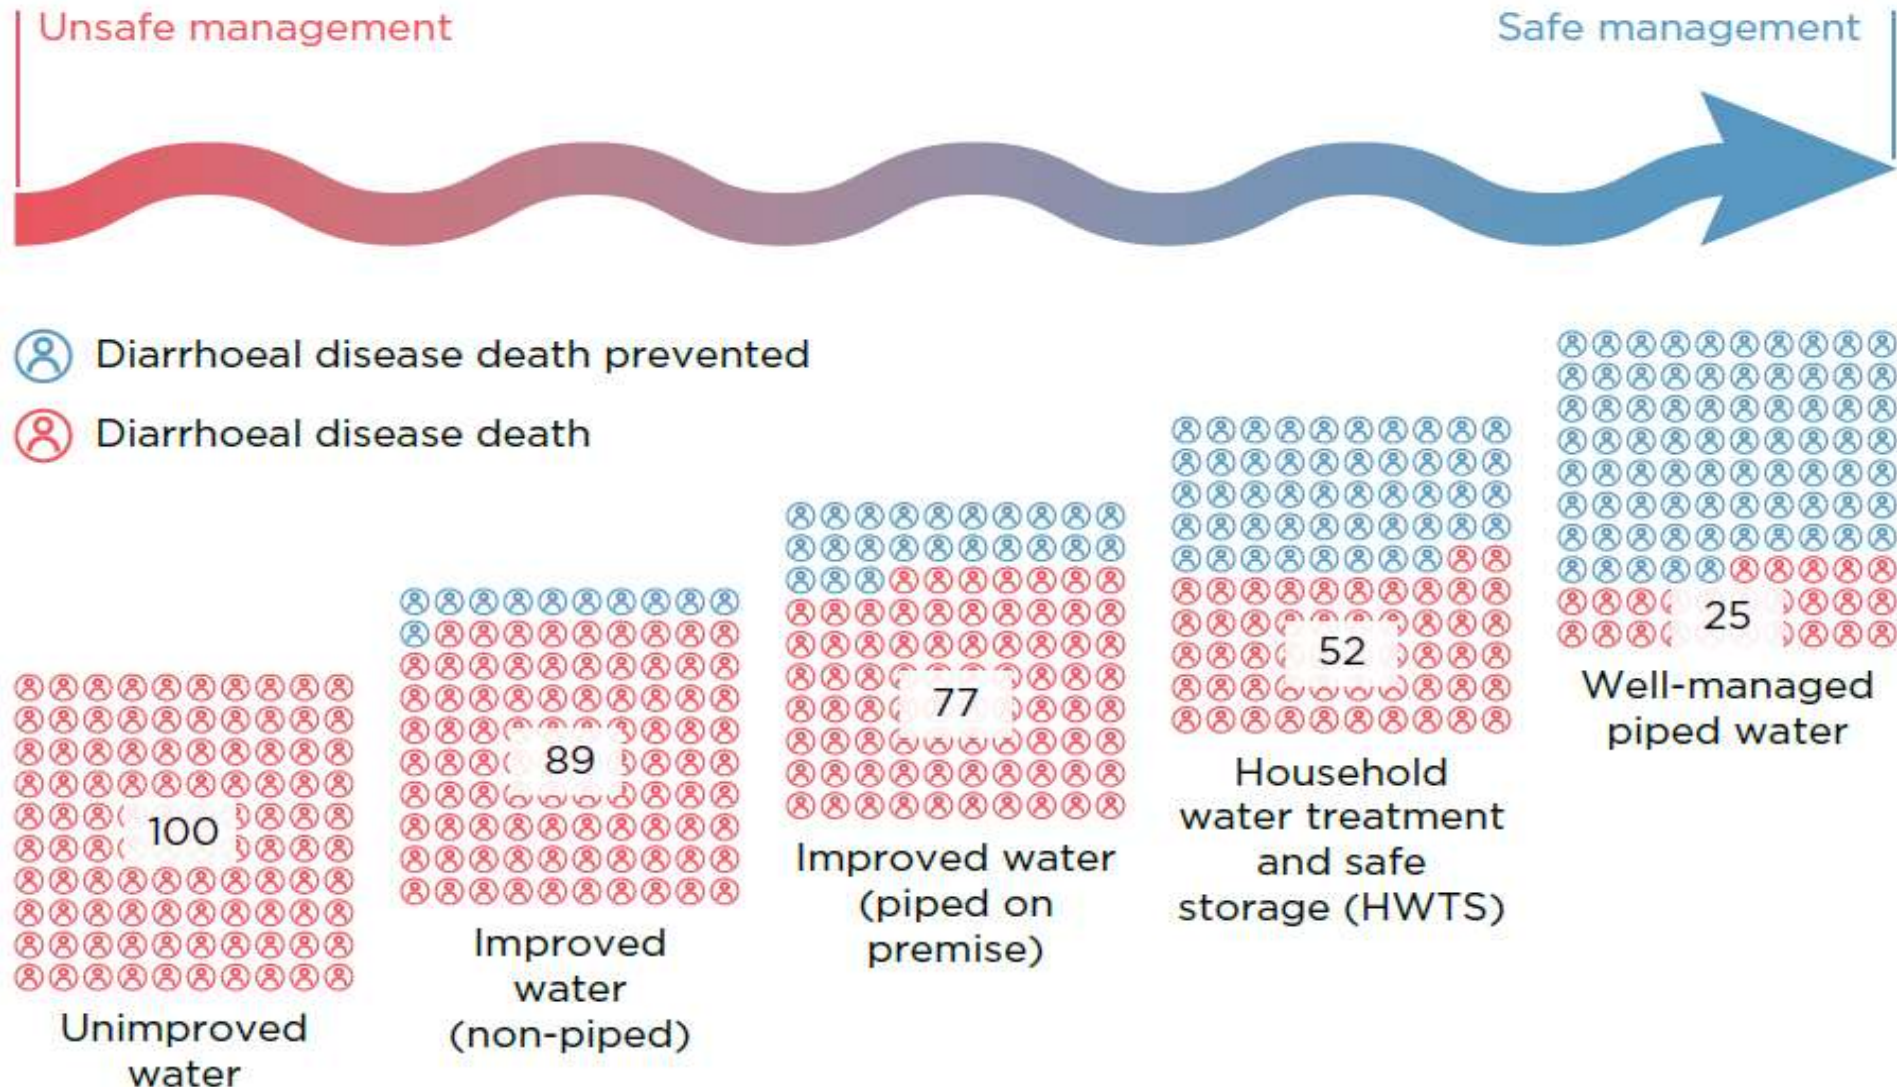 Unsafe management
Safe management
Diarrhoeal disease death prevented
Diarrhoeal disease death
100
Unimproved
water
89
Improved
water
(non-piped)
77
Improved water
(piped on
premise)
52
Household
water treatment
and safe
storage (HWTS)
25
Well-managed
piped water